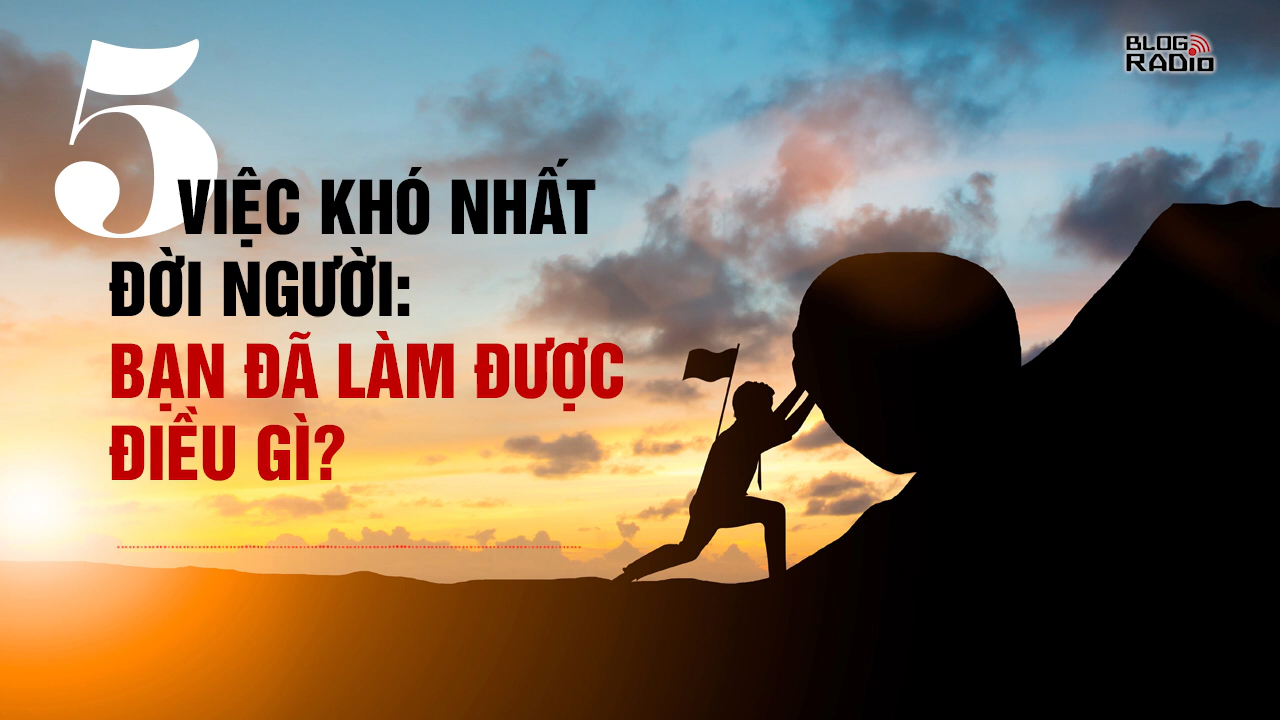 5 VIỆC KHÓ NHẤT
ĐỜI NGƯỜI:
BẠN ĐÃ LÀM ĐƯỢC
ĐIỀU GÌ?
BLOG
RADIO